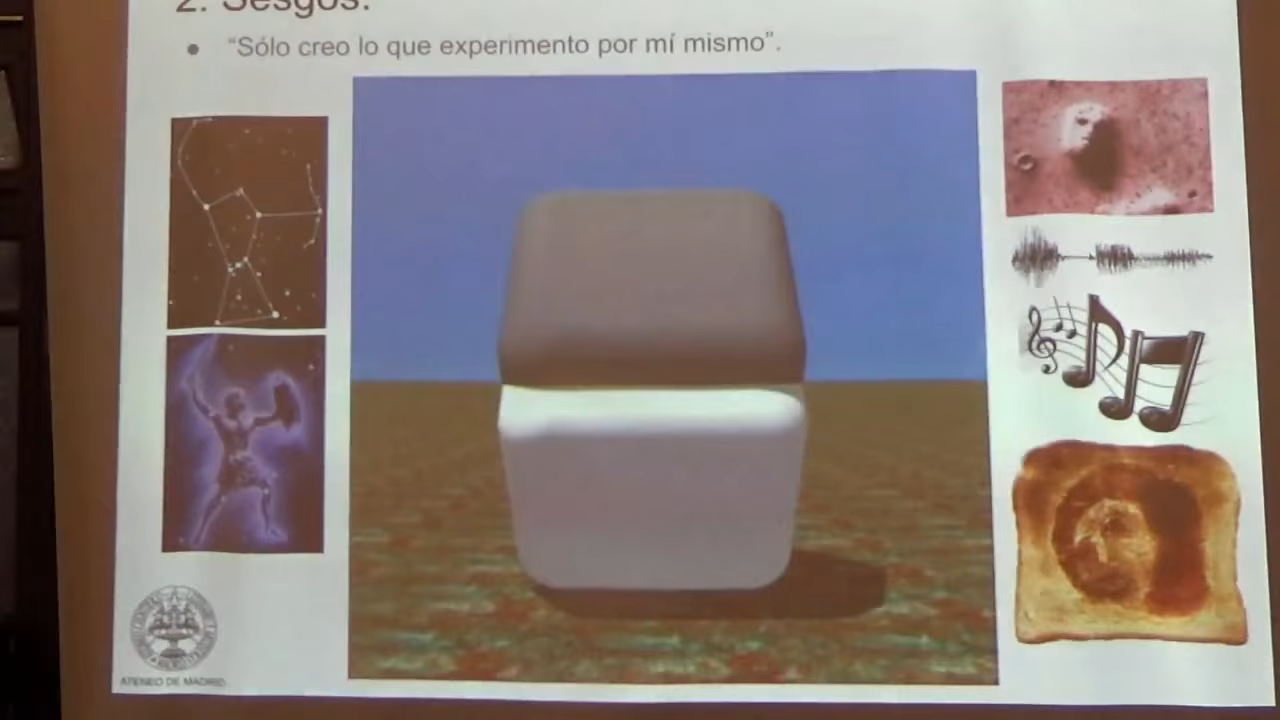 2. Sesgos:
● “Sólo creo lo que experimento por mí mismo”.
ATENEO DE MADRID